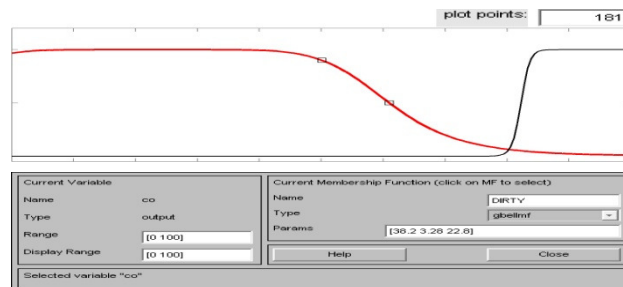 plot points: 181
Current Variable
Name co
Type output
Range [0 100]
Display Range [0 100]
Current Membership Function (click on MF to select)
Name DIRTY
Type gbellmf
Params [38.2 3.28 22.8]
Help Close
Selected variable "co"